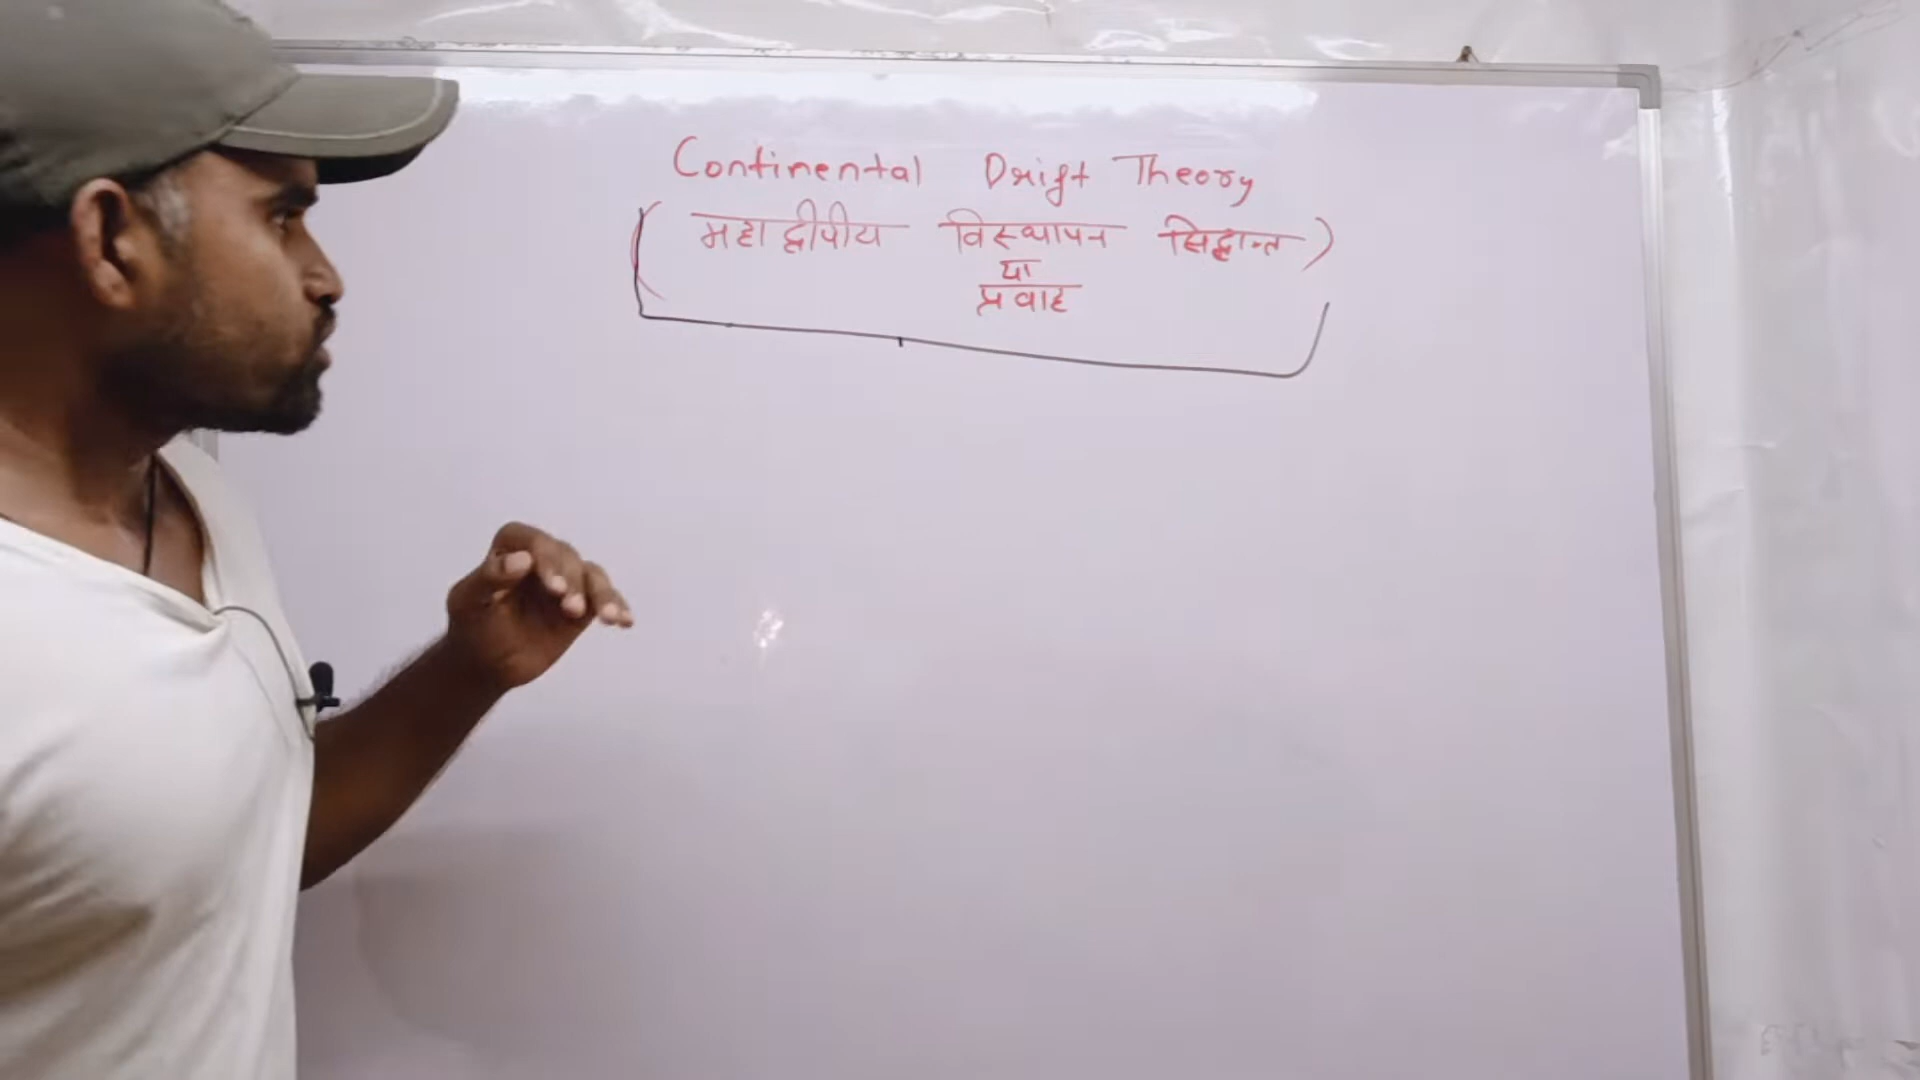 Continental Drift Theory
(महाद्वीपीय विस्थापन सिद्धान्त)
या
प्रवाह